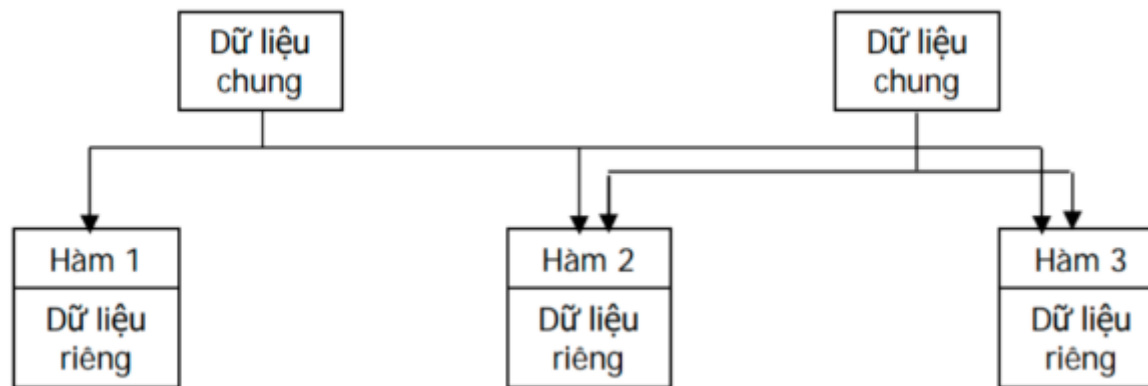 Dữ liệu
chung
Dữ liệu
chung
Hàm 1
Dữ liệu
riêng
Hàm 2
Dữ liệu
riêng
Hàm 3
Dữ liệu
riêng